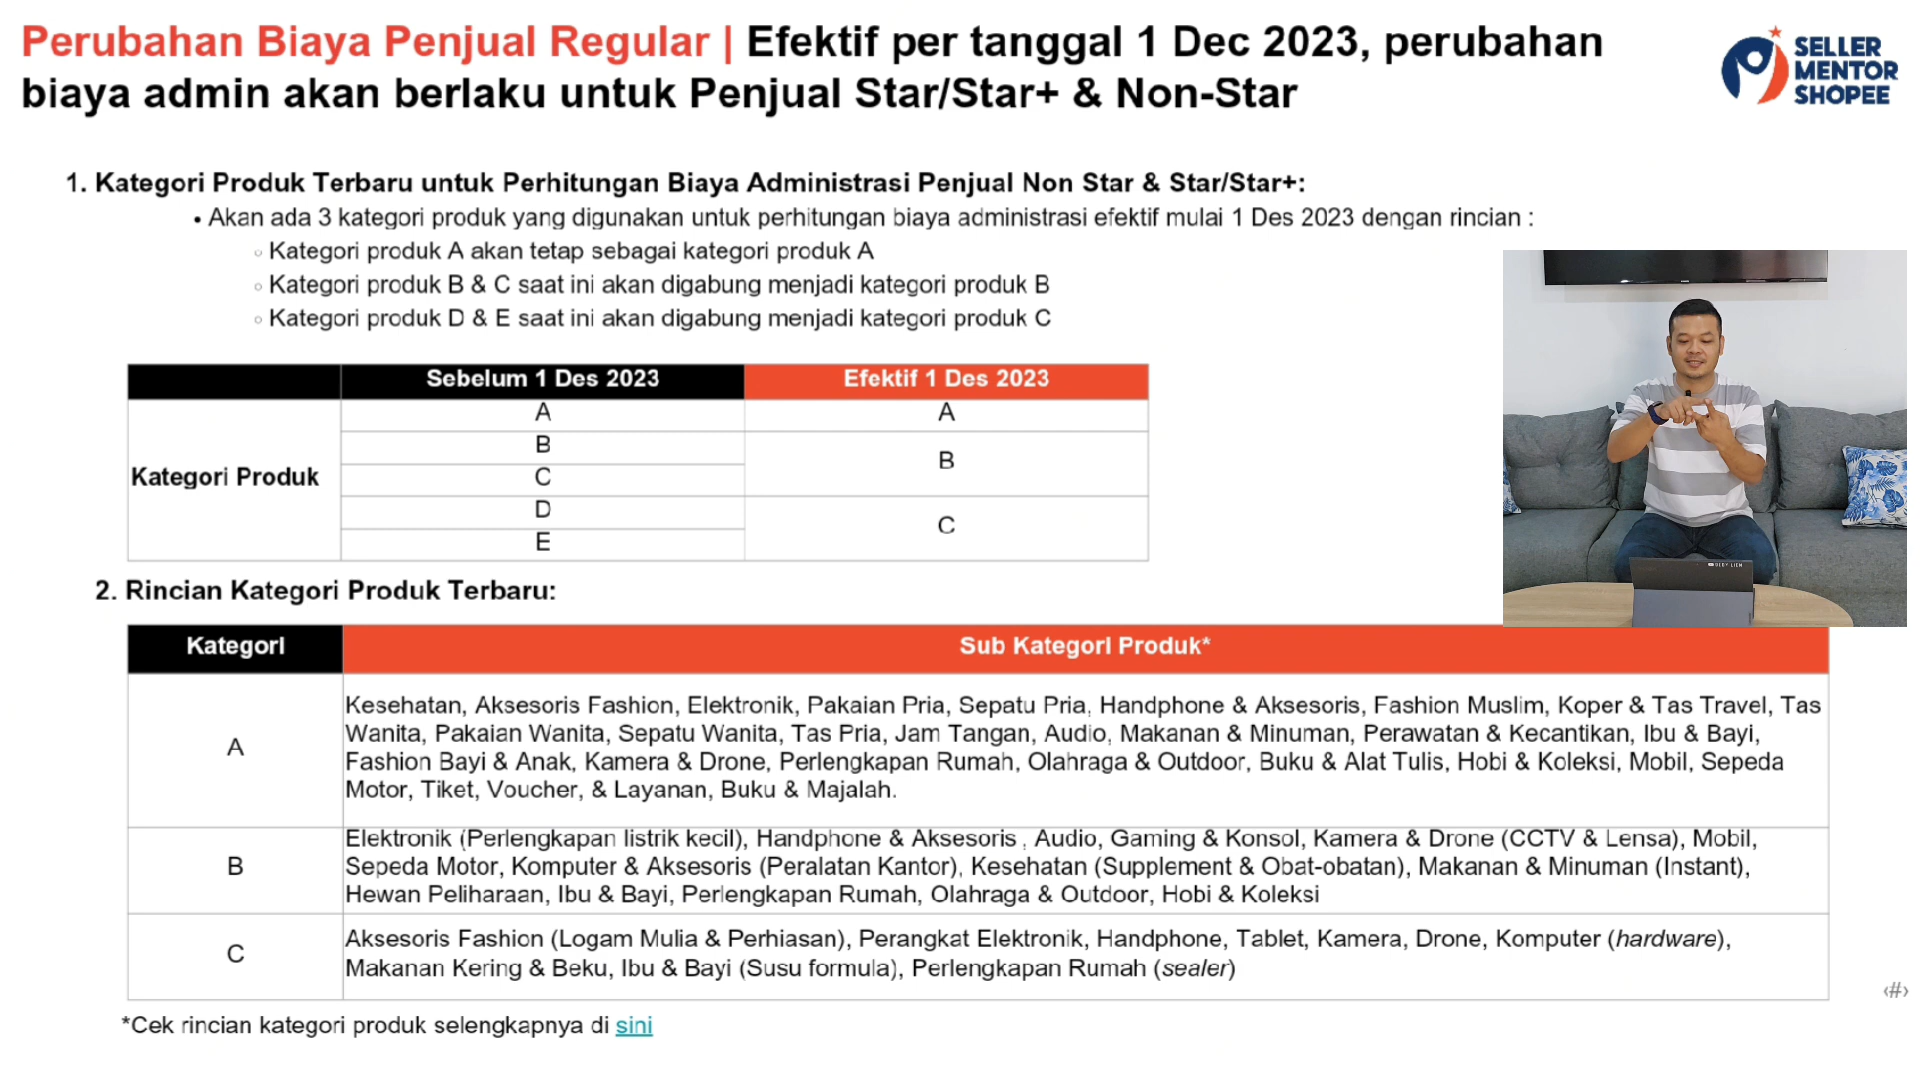 Perubahan Biaya Penjual Regular | Efektif per tanggal 1 Dec 2023, perubahan
biaya admin akan berlaku untuk Penjual Star/Star+ & Non-Star
SELLER
MENTOR
SHOPEE
1. Kategori Produk Terbaru untuk Perhitungan Biaya Administrasi Penjual Non Star & Star/Star+:
• Akan ada 3 kategori produk yang digunakan untuk perhitungan biaya administrasi efektif mulai 1 Des 2023 dengan rincian :
○ Kategori produk A akan tetap sebagai kategori produk A
○ Kategori produk B & C saat ini akan digabung menjadi kategori produk B
○ Kategori produk D & E saat ini akan digabung menjadi kategori produk C
Sebelum 1 Des 2023 Efektif 1 Des 2023
Kategori Produk
A A
B B
C
D C
E
DEDY LIEM
2. Rincian Kategori Produk Terbaru:
Kategori Sub Kategori Produk*
A
Kesehatan, Aksesoris Fashion, Elektronik, Pakaian Pria, Sepatu Pria, Handphone & Aksesoris, Fashion Muslim, Koper & Tas Travel, Tas
Wanita, Pakaian Wanita, Sepatu Wanita, Tas Pria, Jam Tangan, Audio, Makanan & Minuman, Perawatan & Kecantikan, Ibu & Bayi,
Fashion Bayi & Anak, Kamera & Drone, Perlengkapan Rumah, Olahraga & Outdoor, Buku & Alat Tulis, Hobi & Koleksi, Mobil, Sepeda
Motor, Tiket, Voucher, & Layanan, Buku & Majalah.
B
Elektronik (Perlengkapan listrik kecil), Handphone & Aksesoris , Audio, Gaming & Konsol, Kamera & Drone (CCTV & Lensa), Mobil,
Sepeda Motor, Komputer & Aksesoris (Peralatan Kantor), Kesehatan (Supplement & Obat-obatan), Makanan & Minuman (Instant),
Hewan Peliharaan, Ibu & Bayi, Perlengkapan Rumah, Olahraga & Outdoor, Hobi & Koleksi
C
Aksesoris Fashion (Logam Mulia & Perhiasan), Perangkat Elektronik, Handphone, Tablet, Kamera, Drone, Komputer (hardware),
Makanan Kering & Beku, Ibu & Bayi (Susu formula), Perlengkapan Rumah (sealer)
‹#›
*Cek rincian kategori produk selengkapnya di sini